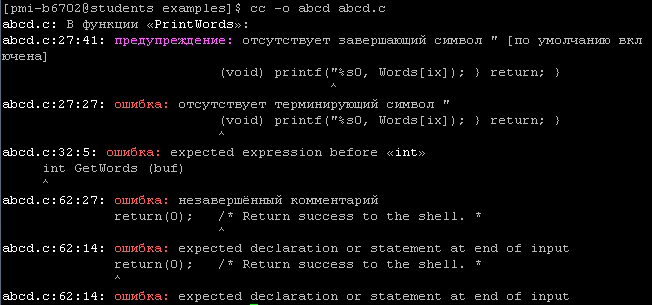 [pmi-b6702@students examples]$ cc -o abcd abcd.c
abcd.c: В функции «PrintWords»:
abcd.c:27:41: предупреждение: отсутствует завершающий символ " [по умолчанию вкл
ючена]
(void) printf("%s0, Words[ix]); } return; }
^
abcd.c:27:27: ошибка: отсутствует терминирующий символ "
(void) printf("%s0, Words[ix]); } return; }
^
abcd.c:32:5: ошибка: expected expression before «int»
int GetWords (buf)
^
abcd.c:62:27: ошибка: незавершённый комментарий
return(0);   /* Return success to the shell. *
^
abcd.c:62:14: ошибка: expected declaration or statement at end of input
return(0);   /* Return success to the shell. *
^
abcd.c:62:14: ошибка: expected declaration or statement at end of input